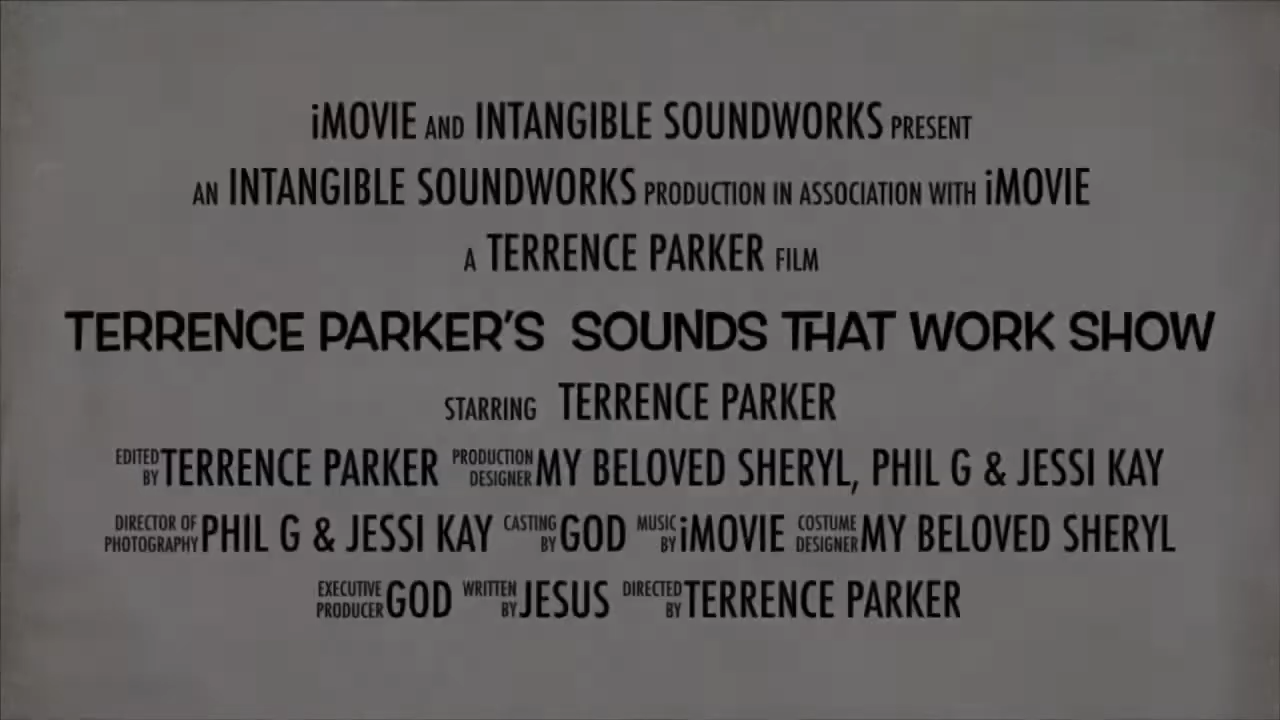 iMOVIE AND INTANGIBLE SOUNDWORKS PRESENT
AN INTANGIBLE SOUNDWORKS PRODUCTION IN ASSOCIATION WITH iMOVIE
A TERRENCE PARKER FILM
TERRENCE PARKER'S SOUNDS THAT WORK SHOW
STARRING TERRENCE PARKER
EDITED BY TERRENCE PARKER PRODUCTION DESIGNER MY BELOVED SHERYL, PHIL G & JESSI KAY
DIRECTOR OF PHOTOGRAPHY PHIL G & JESSI KAY CASTING BY GOD MUSIC BY iMOVIE COSTUME DESIGNER MY BELOVED SHERYL
EXECUTIVE PRODUCER GOD WRITTEN BY JESUS DIRECTED BY TERRENCE PARKER